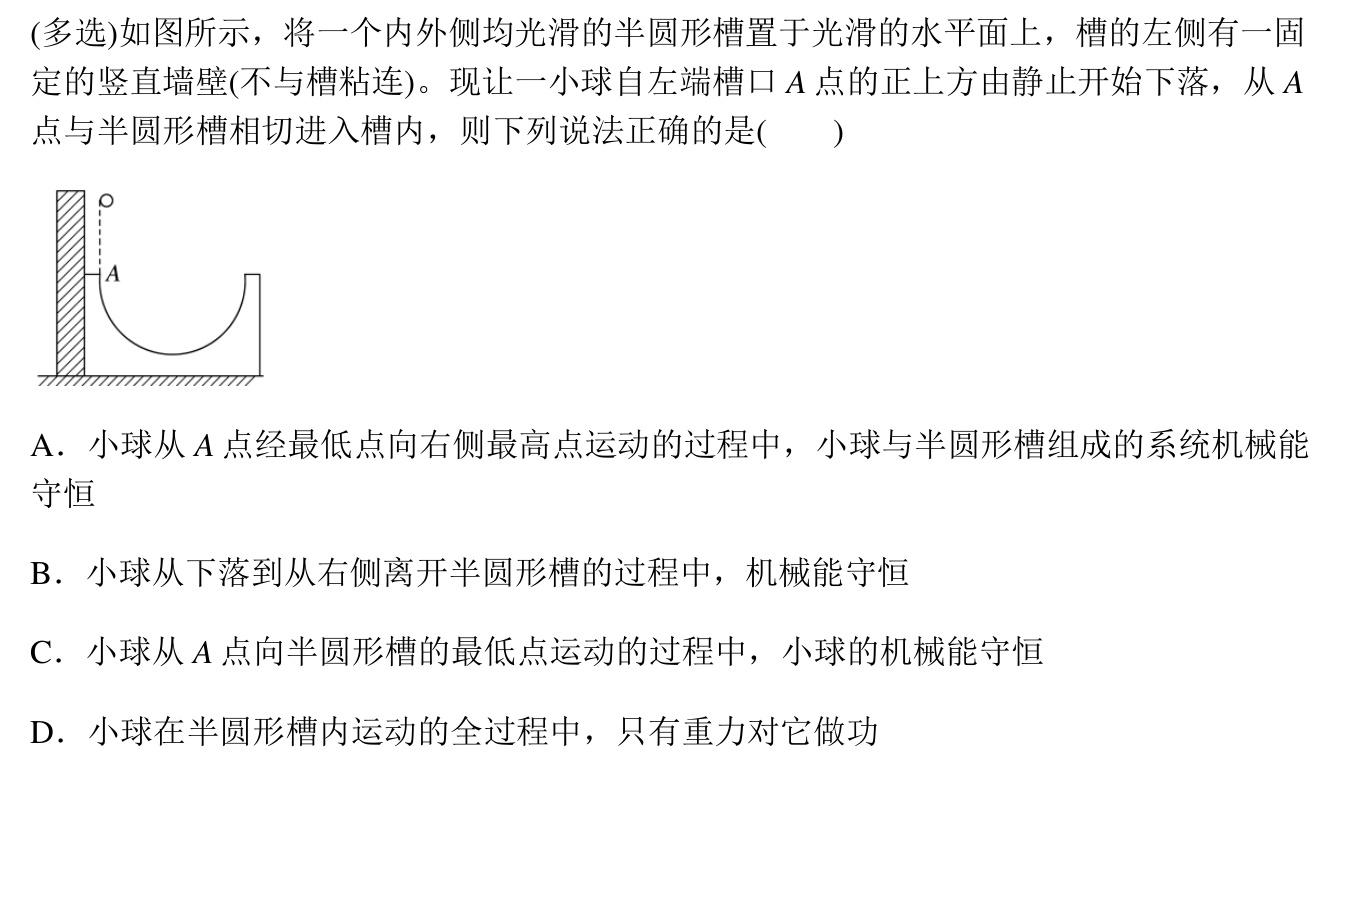 (多选)如图所示，将一个内外侧均光滑的半圆形槽置于光滑的水平面上，槽的左侧有一固
定的竖直墙壁(不与槽粘连)。现让一小球自左端槽口 A 点的正上方由静止开始下落，从 A
点与半圆形槽相切进入槽内，则下列说法正确的是(　　)
A
A．小球从 A 点经最低点向右侧最高点运动的过程中，小球与半圆形槽组成的系统机械能
守恒
B．小球从下落到从右侧离开半圆形槽的过程中，机械能守恒
C．小球从 A 点向半圆形槽的最低点运动的过程中，小球的机械能守恒
D．小球在半圆形槽内运动的全过程中，只有重力对它做功